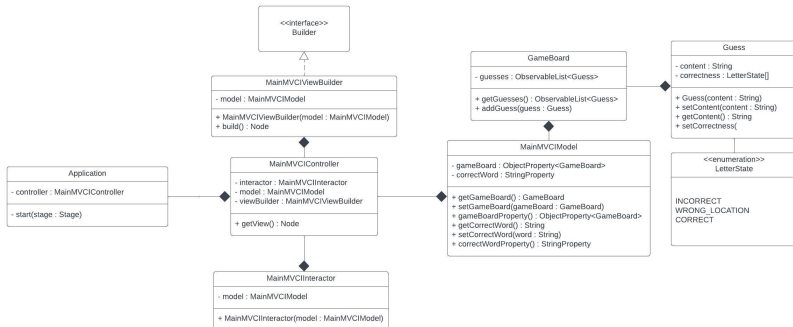 <<interface>>
Builder
MainMVCIViewBuilder
- model : MainMVCIModel
+ MainMVCIViewBuilder(model : MainMVCIModel)
+ build() : Node
Application
- controller : MainMVCIController
- start(stage : Stage)
MainMVCIController
- interactor : MainMVCIInteractor
- model : MainMVCIModel
- viewBuilder : MainMVCIViewBuilder
+ getView() : Node
MainMVCIInteractor
- model : MainMVCIModel
+ MainMVCIInteractor(model : MainMVCIModel)
GameBoard
- guesses : ObservableList<Guess>
+ getGuesses() : ObservableList<Guess>
+ addGuess(guess : Guess)
MainMVCIModel
- gameBoard : ObjectProperty<GameBoard>
- correctWord : StringProperty
+ getGameBoard() : GameBoard
+ setGameBoard(gameBoard : GameBoard)
+ gameBoardProperty() : ObjectProperty<GameBoard>
+ getCorrectWord() : String
+ setCorrectWord(word : String)
+ correctWordProperty() : StringProperty
Guess
- content : String
- correctness : LetterState[]
+ Guess(content : String)
+ setContent(content : String)
+ getContent() : String
+ setCorrectness(
<<enumeration>>
LetterState
INCORRECT
WRONG_LOCATION
CORRECT